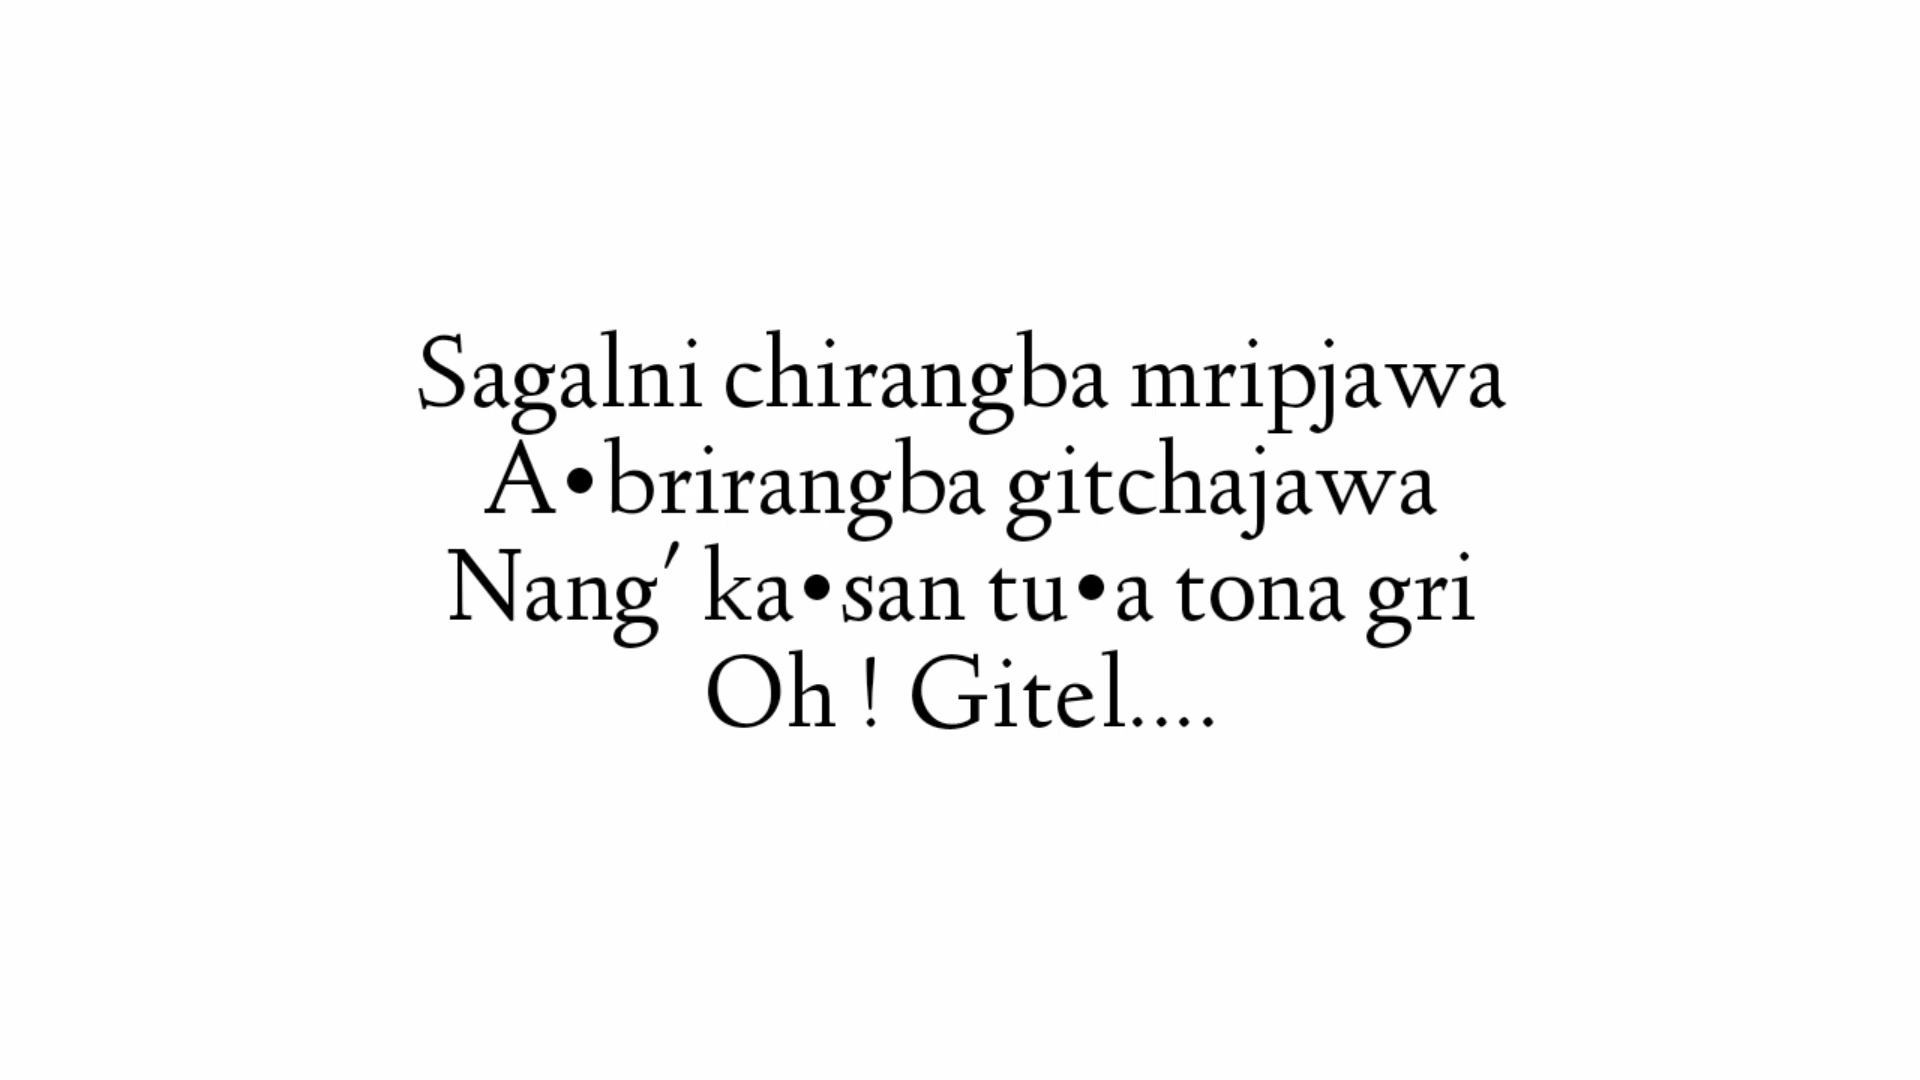 Sagalni chirangba mripjawa
A•brirangba gitchajawa
Nang′ ka•san tu•a tona gri
Oh ! Gitel....